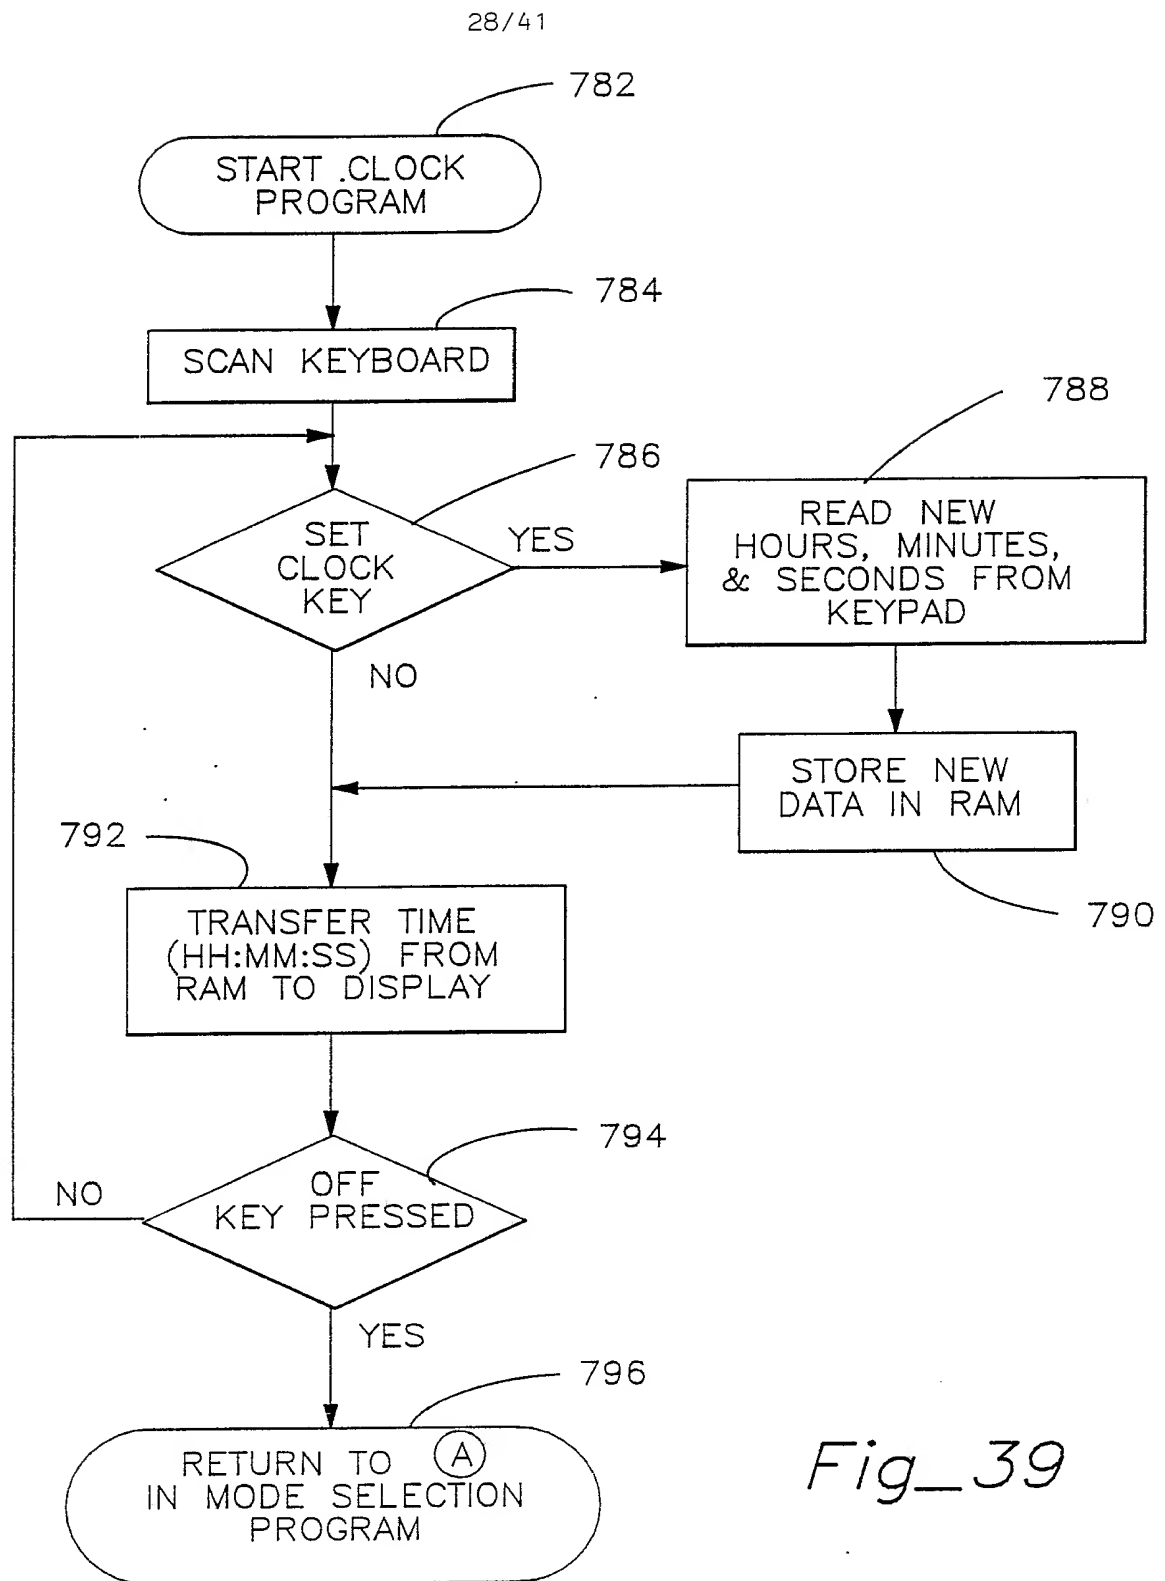 28/41
782
START .CLOCK
PROGRAM
784
SCAN KEYBOARD
786
788
SET
CLOCK
KEY
YES
READ NEW
HOURS, MINUTES,
& SECONDS FROM
KEYPAD
NO
STORE NEW
DATA IN RAM
790
792
TRANSFER TIME
(HH:MM:SS) FROM
RAM TO DISPLAY
794
OFF
KEY PRESSED
NO
YES
796
RETURN TO A
IN MODE SELECTION
PROGRAM
Fig_39